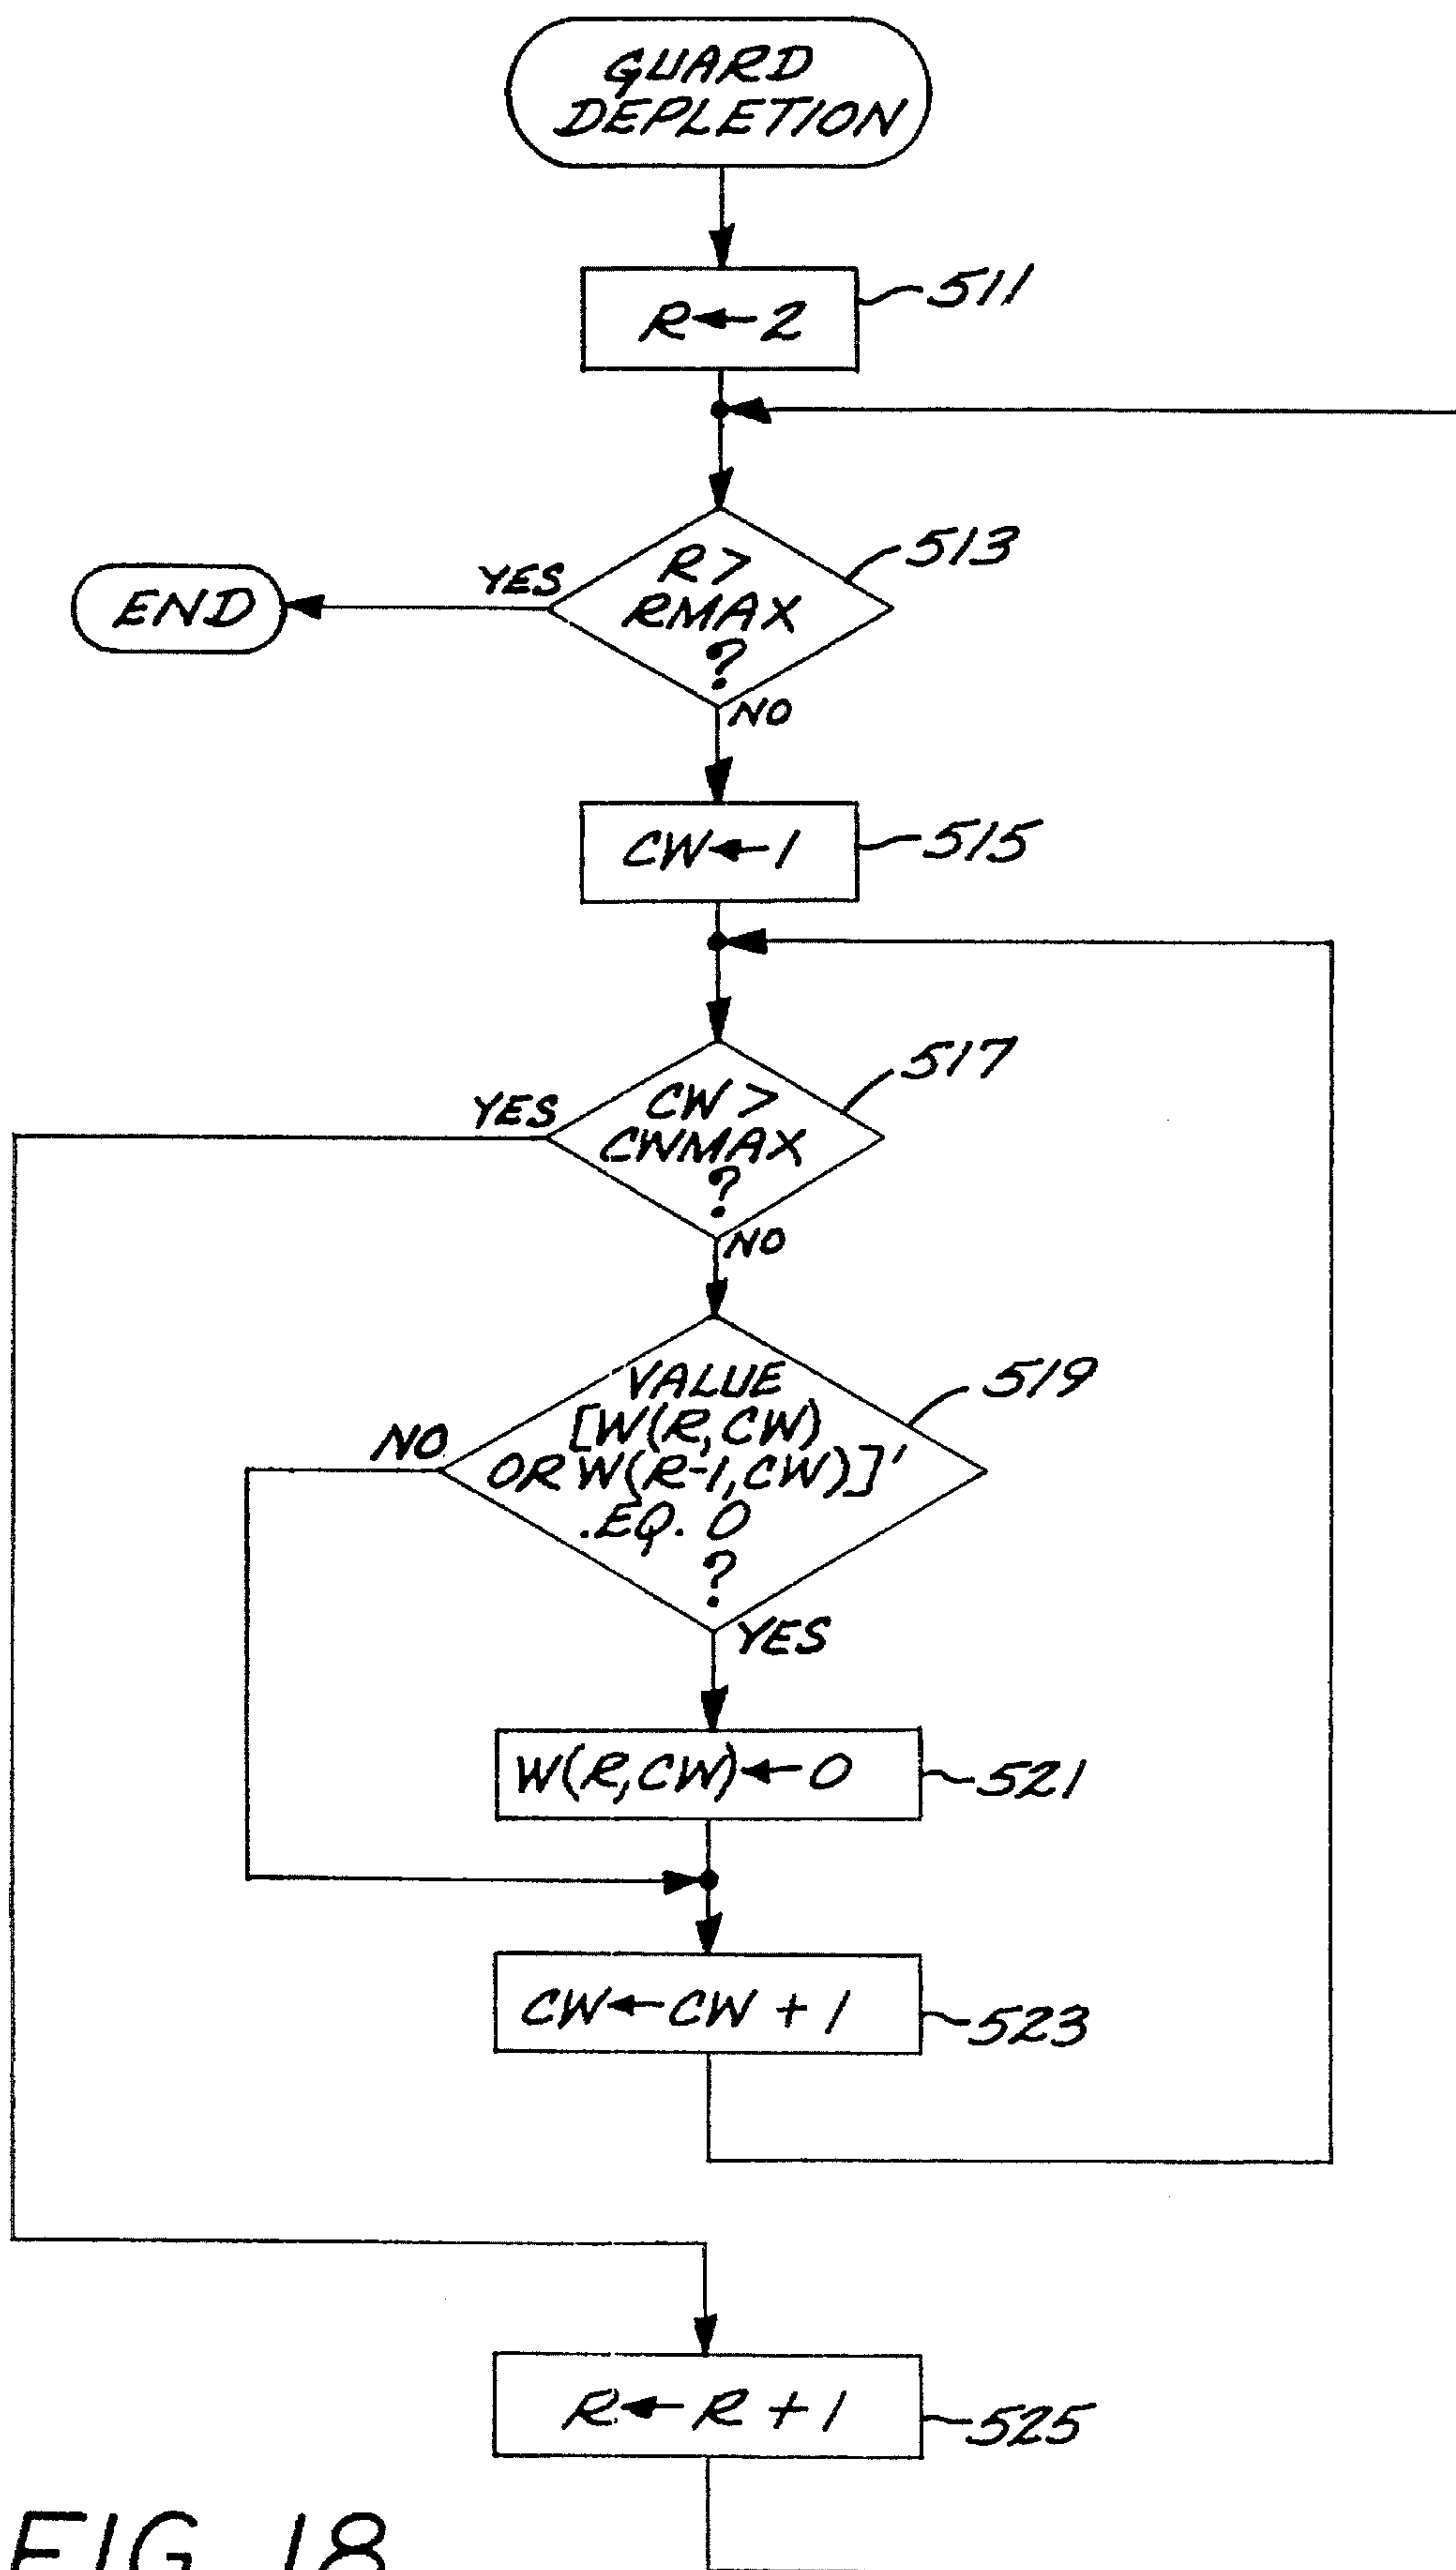 GUARD
DEPLETION
R←2
511
R>
RMAX
?
513
YES
END
NO
CW←1
515
CW>
CWMAX
?
517
YES
NO
VALUE
[W(R,CW)
OR W(R-1,CW)]'
.EQ. 0
?
519
NO
YES
W(R,CW)←0
521
CW←CW+1
523
R←R+1
525
FIG. 18